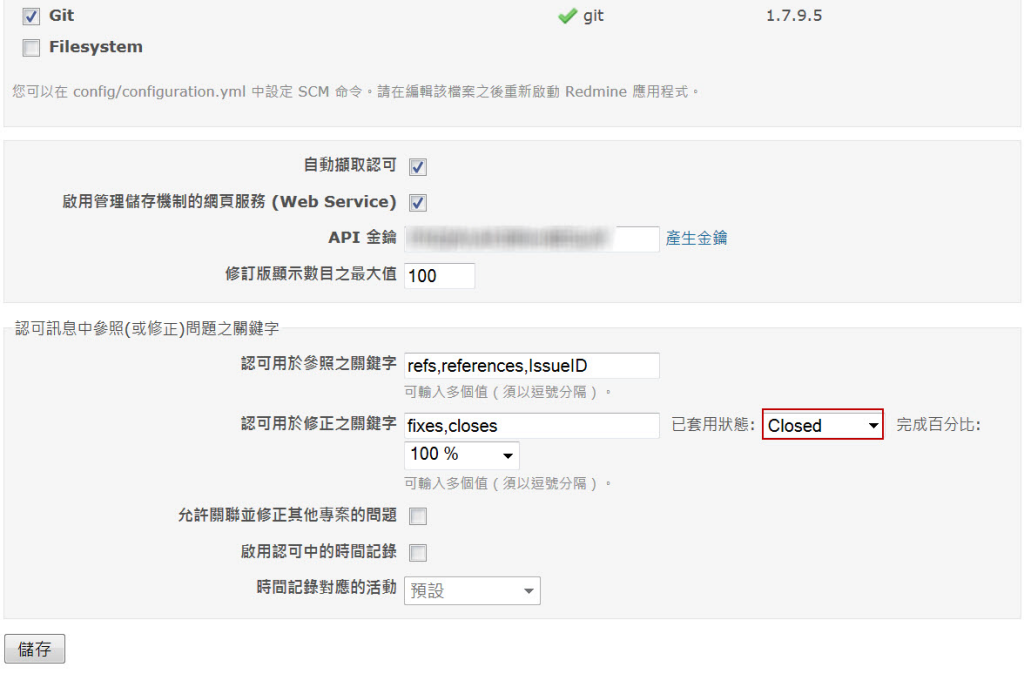 Git git 1.7.9.5
Filesystem
您可以在 config/configuration.yml 中設定 SCM 命令。請在編輯該檔案之後重新啟動 Redmine 應用程式。
自動擷取認可
啟用管理儲存機制的網頁服務 (Web Service)
API 金鑰 產生金鑰
修訂版顯示數目之最大值 100
認可訊息中參照(或修正)問題之關鍵字
認可用於參照之關鍵字 refs,references,IssueID
可輸入多個值 ( 須以逗號分隔 ) 。
認可用於修正之關鍵字 fixes,closes 已套用狀態: Closed 完成百分比:
100 %
可輸入多個值 ( 須以逗號分隔 ) 。
允許關聯並修正其他專案的問題
啟用認可中的時間記錄
時間記錄對應的活動 預設
儲存